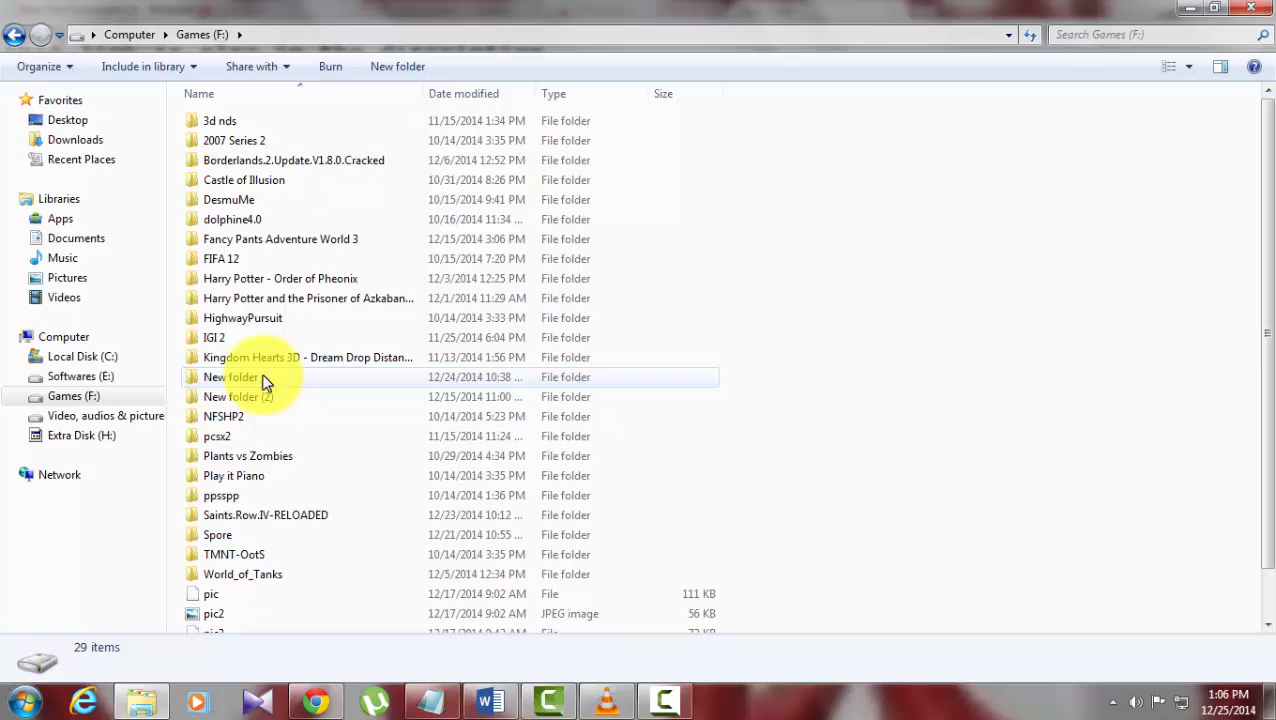 Computer Games (F:) Search Games (F:)
Organize Include in library Share with Burn New folder
Name Date modified Type Size
Favorites
Desktop
Downloads
Recent Places
Libraries
Apps
Documents
Music
Pictures
Videos
Computer
Local Disk (C:)
Softwares (E:)
Games (F:)
Video, audios & picture
Extra Disk (H:)
Network
3d nds 11/15/2014 1:34 PM File folder
2007 Series 2 10/14/2014 3:35 PM File folder
Borderlands.2.Update.V1.8.0.Cracked 12/6/2014 12:52 PM File folder
Castle of Illusion 10/31/2014 8:26 PM File folder
DesmuMe 10/15/2014 9:41 PM File folder
dolphine4.0 10/16/2014 11:34 ... File folder
Fancy Pants Adventure World 3 12/15/2014 3:06 PM File folder
FIFA 12 10/15/2014 7:20 PM File folder
Harry Potter - Order of Pheonix 12/3/2014 12:25 PM File folder
Harry Potter and the Prisoner of Azkaban... 12/1/2014 11:29 AM File folder
HighwayPursuit 10/14/2014 3:33 PM File folder
IGI 2 11/25/2014 6:04 PM File folder
Kingdom Hearts 3D - Dream Drop Distan... 11/13/2014 1:56 PM File folder
New folder 12/24/2014 10:38 ... File folder
New folder (2) 12/15/2014 11:00 ... File folder
NFSHP2 10/14/2014 5:23 PM File folder
pcsx2 11/15/2014 11:24 ... File folder
Plants vs Zombies 10/29/2014 4:34 PM File folder
Play it Piano 10/14/2014 3:35 PM File folder
ppsspp 10/14/2014 1:36 PM File folder
Saints.Row.IV-RELOADED 12/23/2014 10:12 ... File folder
Spore 12/21/2014 10:55 ... File folder
TMNT-OotS 10/14/2014 3:35 PM File folder
World_of_Tanks 12/5/2014 12:34 PM File folder
pic 12/17/2014 9:02 AM File 111 KB
pic2 12/17/2014 9:02 AM JPEG image 56 KB
29 items
1:06 PM
12/25/2014